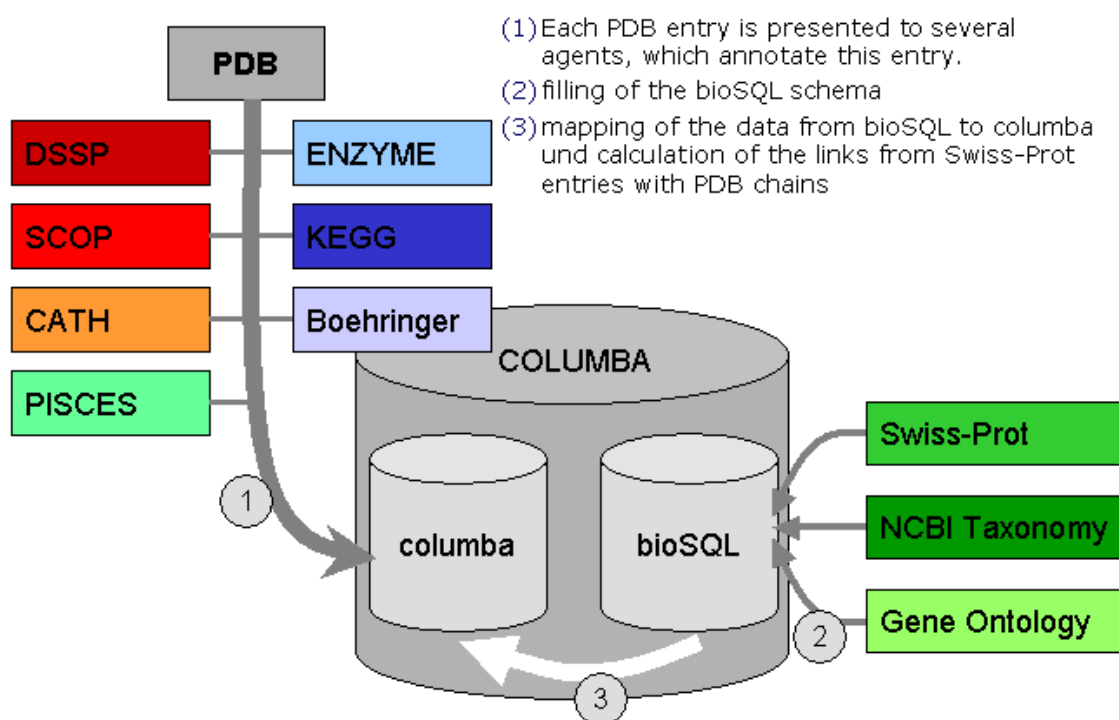 PDB
(1) Each PDB entry is presented to several
agents, which annotate this entry.
(2) filling of the bioSQL schema
(3) mapping of the data from bioSQL to columba
und calculation of the links from Swiss-Prot
entries with PDB chains
DSSP
ENZYME
SCOP
KEGG
CATH
Boehringer
PISCES
COLUMBA
Swiss-Prot
1
columba
bioSQL
NCBI Taxonomy
Gene Ontology
2
3